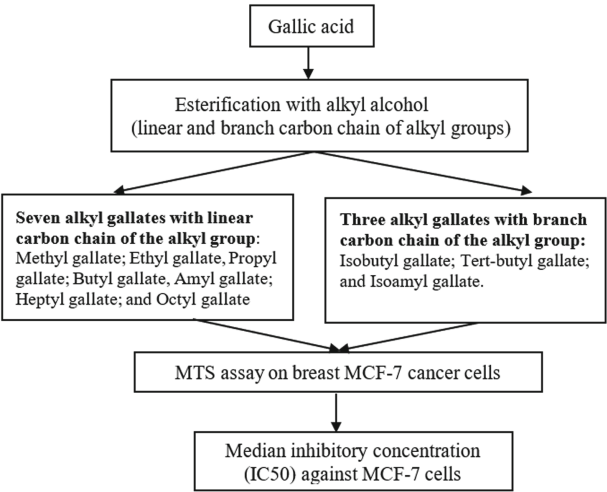 Gallic acid
Esterification with alkyl alcohol
(linear and branch carbon chain of alkyl groups)
Seven alkyl gallates with linear
carbon chain of the alkyl group:
Methyl gallate; Ethyl gallate, Propyl
gallate; Butyl gallate, Amyl gallate;
Heptyl gallate; and Octyl gallate
Three alkyl gallates with branch
carbon chain of the alkyl group:
Isobutyl gallate; Tert-butyl gallate;
and Isoamyl gallate.
MTS assay on breast MCF-7 cancer cells
Median inhibitory concentration
(IC50) against MCF-7 cells